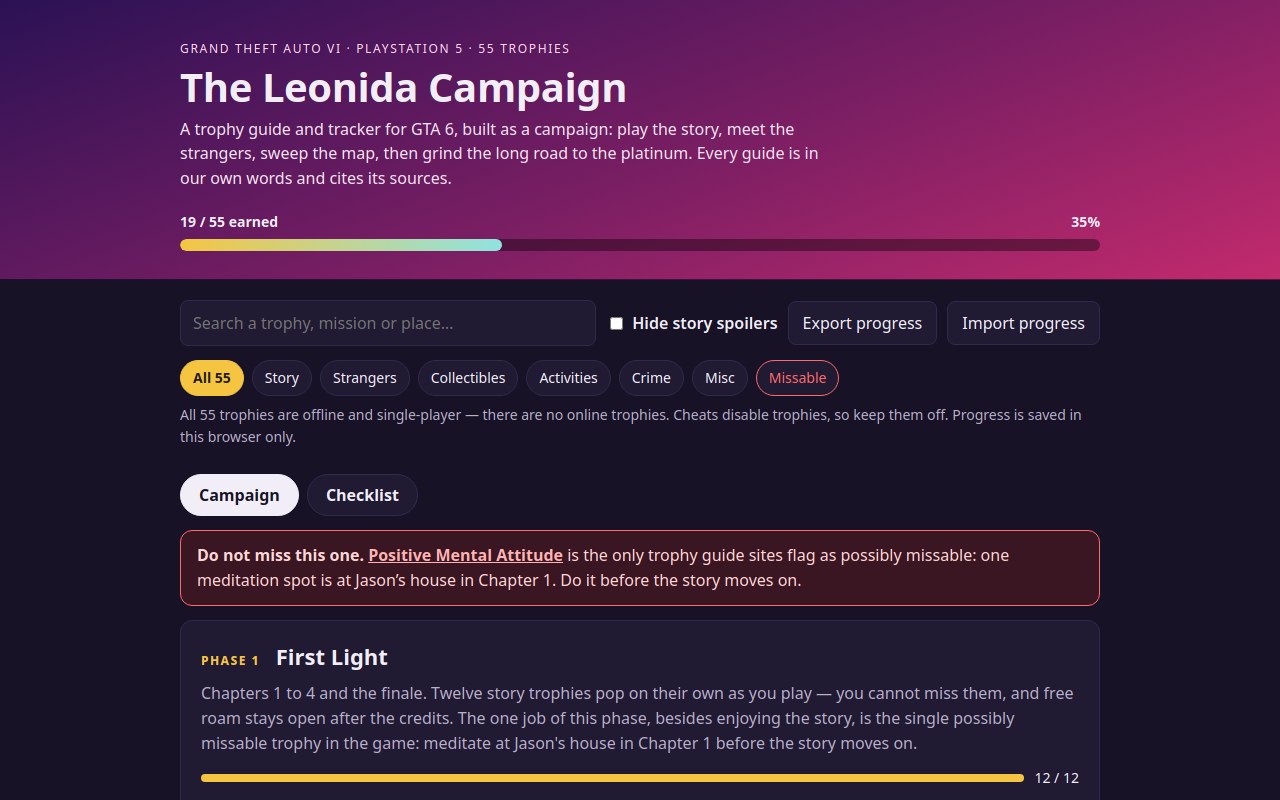 GRAND THEFT AUTO VI · PLAYSTATION 5 · 55 TROPHIES
The Leonida Campaign
A trophy guide and tracker for GTA 6, built as a campaign: play the story, meet the
strangers, sweep the map, then grind the long road to the platinum. Every guide is in
our own words and cites its sources.
19 / 55 earned 35%
Search a trophy, mission or place... Hide story spoilers Export progress Import progress
All 55 Story Strangers Collectibles Activities Crime Misc Missable
All 55 trophies are offline and single-player — there are no online trophies. Cheats disable trophies, so keep them off. Progress is saved in
this browser only.
Campaign Checklist
Do not miss this one. Positive Mental Attitude is the only trophy guide sites flag as possibly missable: one
meditation spot is at Jason’s house in Chapter 1. Do it before the story moves on.
PHASE 1 First Light
Chapters 1 to 4 and the finale. Twelve story trophies pop on their own as you play — you cannot miss them, and free
roam stays open after the credits. The one job of this phase, besides enjoying the story, is the single possibly
missable trophy in the game: meditate at Jason's house in Chapter 1 before the story moves on.
12 / 12